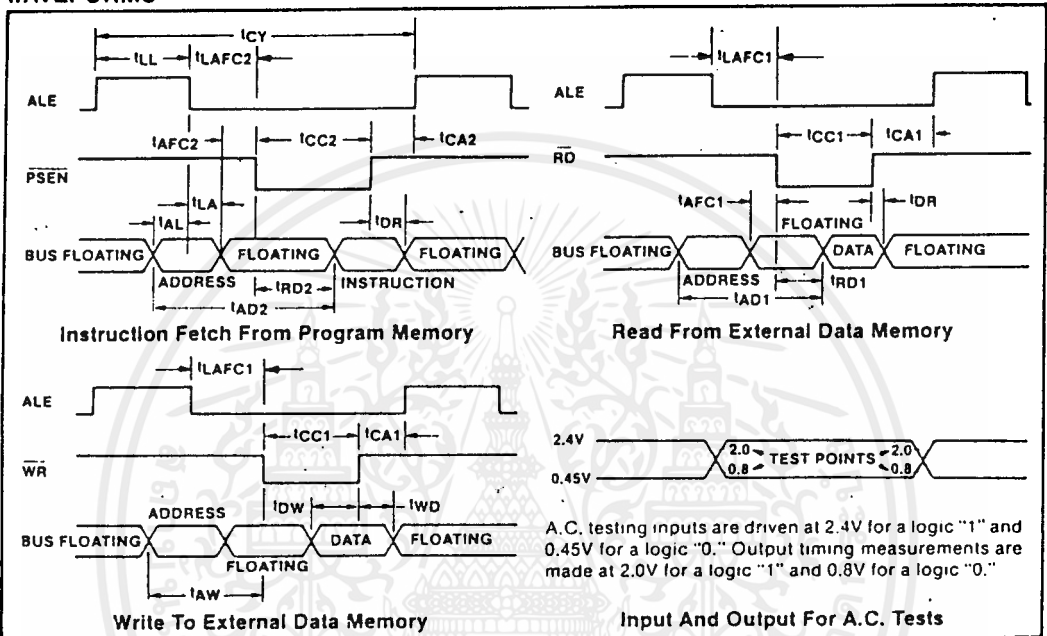 WAVEFORMS
tCY
tLL
tLAFC2
ALE
tAFC2
tCC2
tCA2
PSEN
tLA
tAL
tDR
BUS FLOATING
FLOATING
FLOATING
ADDRESS
tRD2
INSTRUCTION
tAD2
Instruction Fetch From Program Memory
tLAFC1
ALE
tCC1
tCA1
RD
tAFC1
tDR
FLOATING
BUS FLOATING
DATA
FLOATING
ADDRESS
tRD1
tAD1
Read From External Data Memory
tLAFC1
ALE
tCC1
tCA1
WR
tDW
tWD
ADDRESS
BUS FLOATING
DATA
FLOATING
FLOATING
tAW
Write To External Data Memory
2.4V
2.0 TEST POINTS 2.0
0.8 0.8
0.45V
A.C. testing inputs are driven at 2.4V for a logic "1" and
0.45V for a logic "0." Output timing measurements are
made at 2.0V for a logic "1" and 0.8V for a logic "0."
Input And Output For A.C. Tests